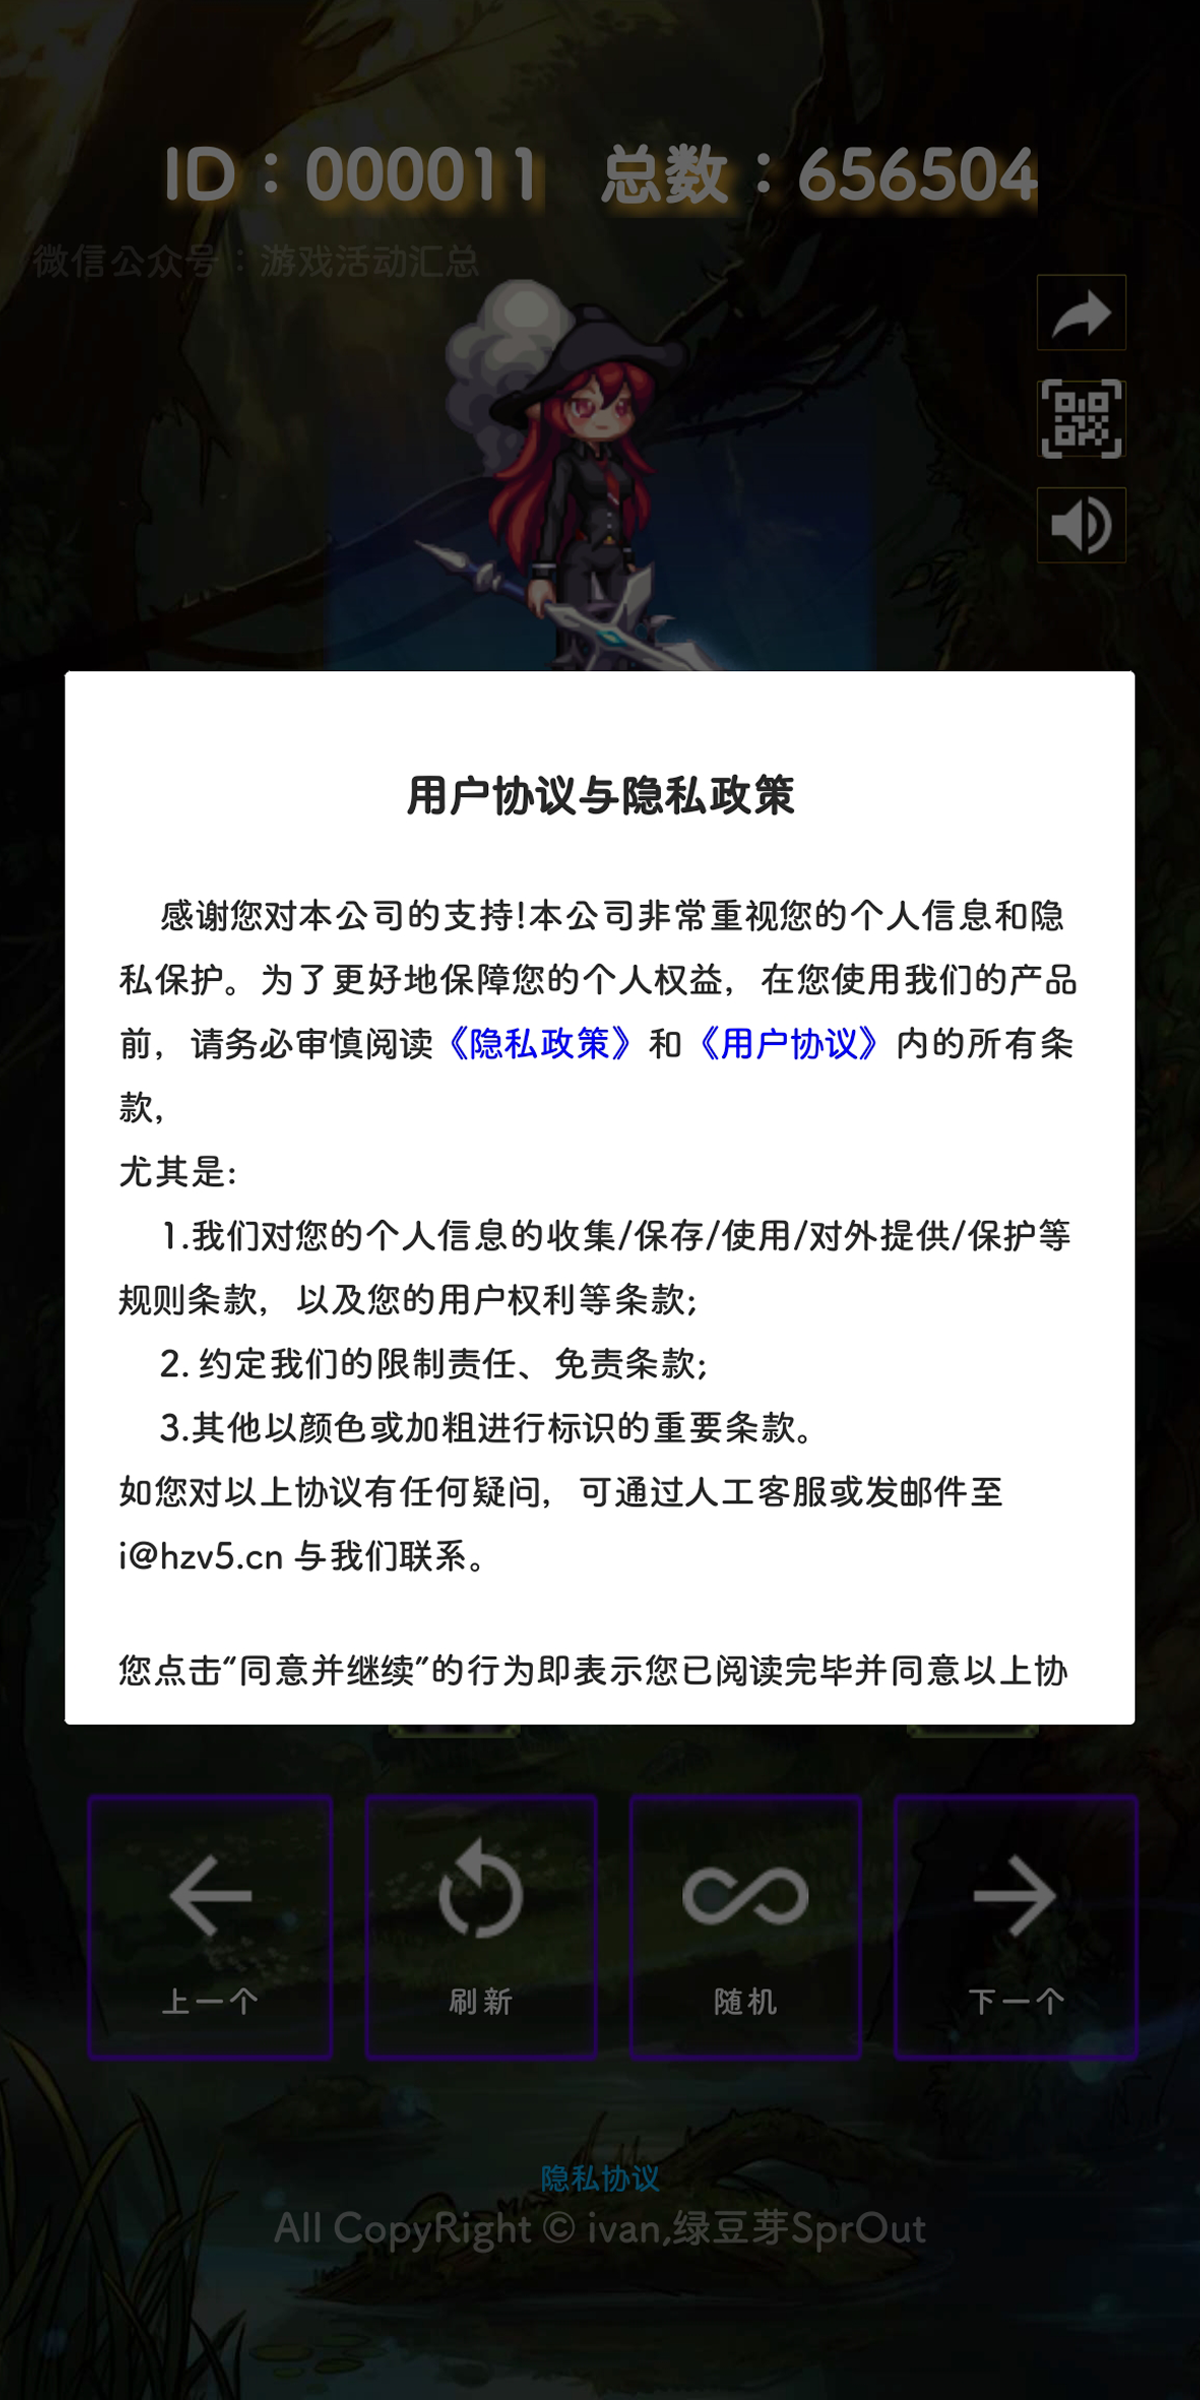 ID：000011 总数：656504
微信公众号：游戏活动汇总
用户协议与隐私政策
感谢您对本公司的支持!本公司非常重视您的个人信息和隐
私保护。为了更好地保障您的个人权益，在您使用我们的产品
前，请务必审慎阅读《隐私政策》和《用户协议》内的所有条
款，
尤其是:
1.我们对您的个人信息的收集/保存/使用/对外提供/保护等
规则条款，以及您的用户权利等条款;
2. 约定我们的限制责任、免责条款;
3.其他以颜色或加粗进行标识的重要条款。
如您对以上协议有任何疑问，可通过人工客服或发邮件至
i@hzv5.cn 与我们联系。
您点击“同意并继续”的行为即表示您已阅读完毕并同意以上协
上一个 刷新 随机 下一个
隐私协议
All CopyRight © ivan,绿豆芽SprOut